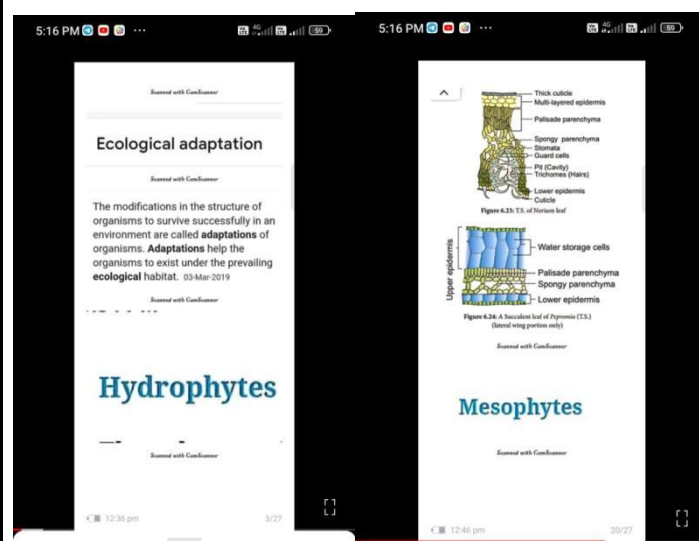 5:16 PM ... 4G 59
Scanned with CamScanner
Ecological adaptation
Scanned with CamScanner
The modifications in the structure of
organisms to survive successfully in an
environment are called adaptations of
organisms. Adaptations help the
organisms to exist under the prevailing
ecological habitat. 03-Mar-2019
Scanned with CamScanner
Hydrophytes
Scanned with CamScanner
12:36 pm 3/27
5:16 PM ... 4G 59
Thick cuticle
Multi-layered epidermis
Palisade parenchyma
Spongy parenchyma
Stomata
Guard cells
Pit (Cavity)
Trichomes (Hairs)
Lower epidermis
Cuticle
Figure 6.23: T.S. of Nerium leaf
Upper epidermis
Water storage cells
Palisade parenchyma
Spongy parenchyma
Lower epidermis
Figure 6.24: A Succulent leaf of Pepromia (T.S.)
(lateral wing portion only)
Scanned with CamScanner
Mesophytes
Scanned with CamScanner
12:46 pm 20/27